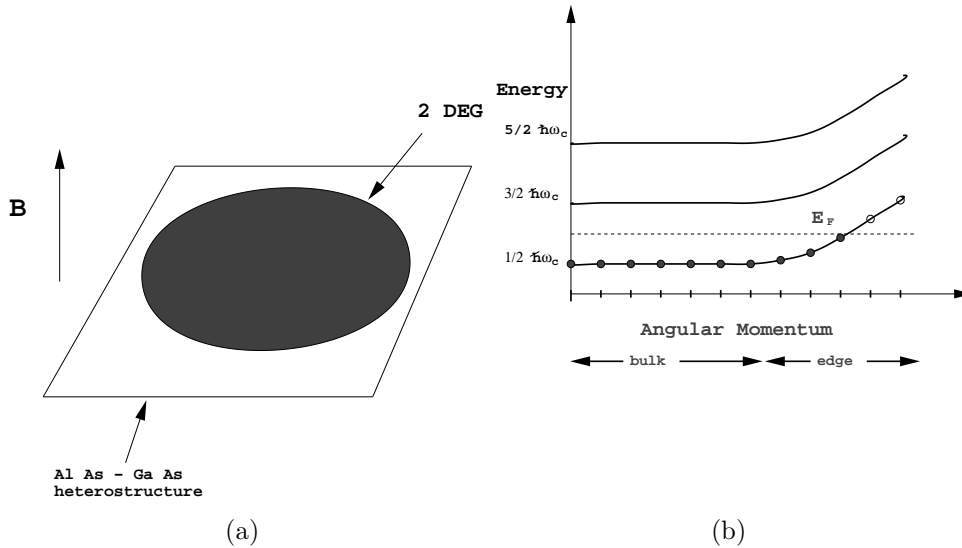 2 DEG
B
Al As - Ga As
heterostructure
(a)
Energy
5/2 ℏω_c
3/2 ℏω_c
E_F
1/2 ℏω_c
Angular Momentum
bulk
edge
(b)